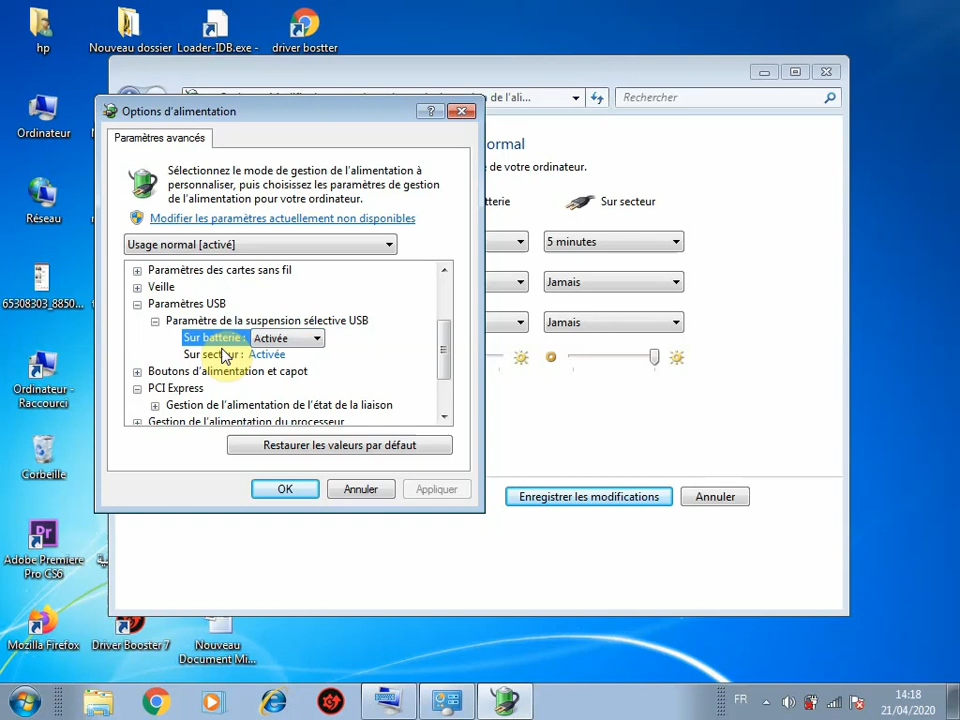 hp
Nouveau dossier
Loader-IDB.exe -
driver bostter
Ordinateur
Réseau
65308303_8850...
Ordinateur -
Raccourci
Corbeille
Adobe Premiere
Pro CS6
Mozilla Firefox
Driver Booster 7
Nouveau
Document Mi...
de l'ali...
Rechercher
ormal
de votre ordinateur.
tterie
Sur secteur
5 minutes
Jamais
Jamais
Enregistrer les modifications
Annuler
Options d'alimentation
?
Paramètres avancés
Sélectionnez le mode de gestion de l'alimentation à
personnaliser, puis choisissez les paramètres de gestion
de l'alimentation pour votre ordinateur.
Modifier les paramètres actuellement non disponibles
Usage normal [activé]
Paramètres des cartes sans fil
Veille
Paramètres USB
Paramètre de la suspension sélective USB
Sur batterie : Activée
Sur secteur : Activée
Boutons d'alimentation et capot
PCI Express
Gestion de l'alimentation de l'état de la liaison
Gestion de l'alimentation du processeur
Restaurer les valeurs par défaut
OK
Annuler
Appliquer
FR
14:18
21/04/2020